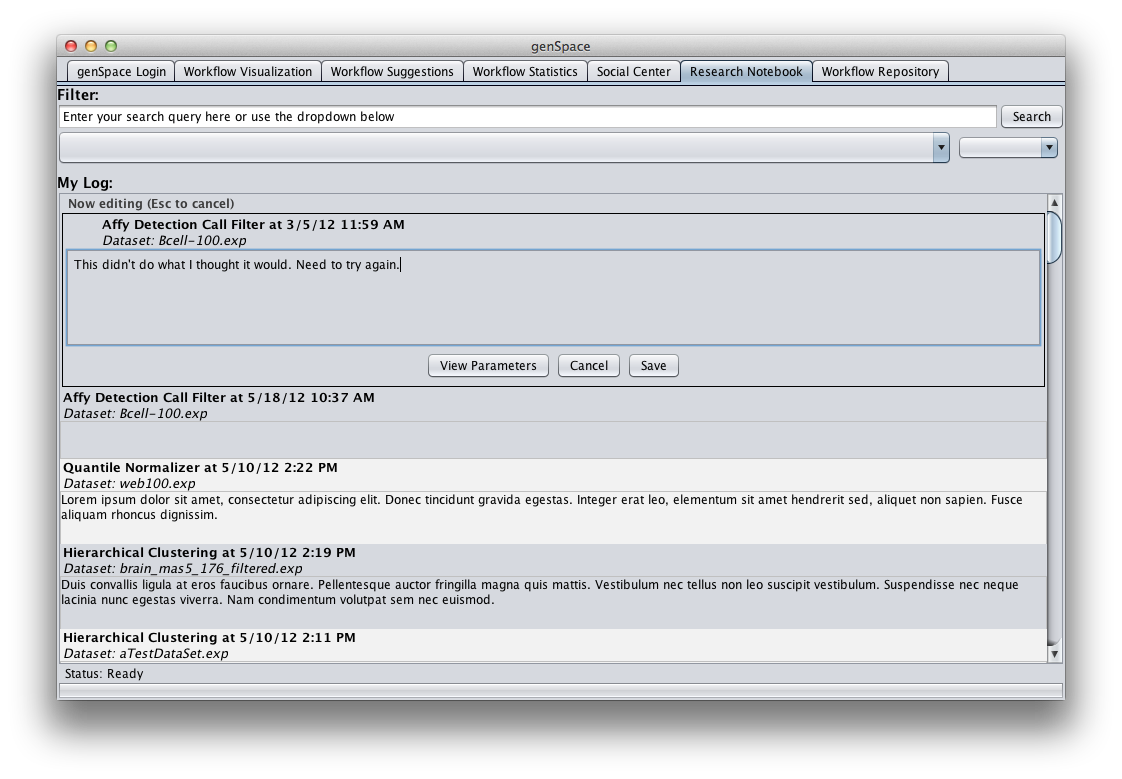 genSpace
genSpace Login
Workflow Visualization
Workflow Suggestions
Workflow Statistics
Social Center
Research Notebook
Workflow Repository
Filter:
Enter your search query here or use the dropdown below
Search
My Log:
Now editing (Esc to cancel)
Affy Detection Call Filter at 3/5/12 11:59 AM
Dataset: Bcell-100.exp
This didn't do what I thought it would. Need to try again.
View Parameters
Cancel
Save
Affy Detection Call Filter at 5/18/12 10:37 AM
Dataset: Bcell-100.exp
Quantile Normalizer at 5/10/12 2:22 PM
Dataset: web100.exp
Lorem ipsum dolor sit amet, consectetur adipiscing elit. Donec tincidunt gravida egestas. Integer erat leo, elementum sit amet hendrerit sed, aliquet non sapien. Fusce
aliquam rhoncus dignissim.
Hierarchical Clustering at 5/10/12 2:19 PM
Dataset: brain_mas5_176_filtered.exp
Duis convallis ligula at eros faucibus ornare. Pellentesque auctor fringilla magna quis mattis. Vestibulum nec tellus non leo suscipit vestibulum. Suspendisse nec neque
lacinia nunc egestas viverra. Nam condimentum volutpat sem nec euismod.
Hierarchical Clustering at 5/10/12 2:11 PM
Dataset: aTestDataSet.exp
Status: Ready